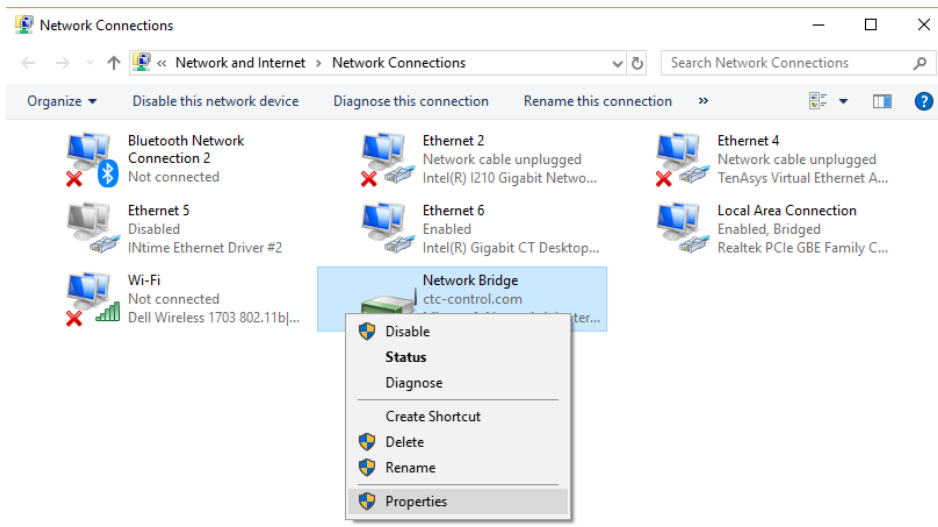 Network Connections
« Network and Internet > Network Connections
Search Network Connections
Organize
Disable this network device
Diagnose this connection
Rename this connection
»
Bluetooth Network
Connection 2
Not connected
Ethernet 2
Network cable unplugged
Intel(R) I210 Gigabit Netwo...
Ethernet 4
Network cable unplugged
TenAsys Virtual Ethernet A...
Ethernet 5
Disabled
INtime Ethernet Driver #2
Ethernet 6
Enabled
Intel(R) Gigabit CT Desktop...
Local Area Connection
Enabled, Bridged
Realtek PCIe GBE Family C...
Wi-Fi
Not connected
Dell Wireless 1703 802.11b|...
Network Bridge
ctc-control.com
Disable
Status
Diagnose
Create Shortcut
Delete
Rename
Properties